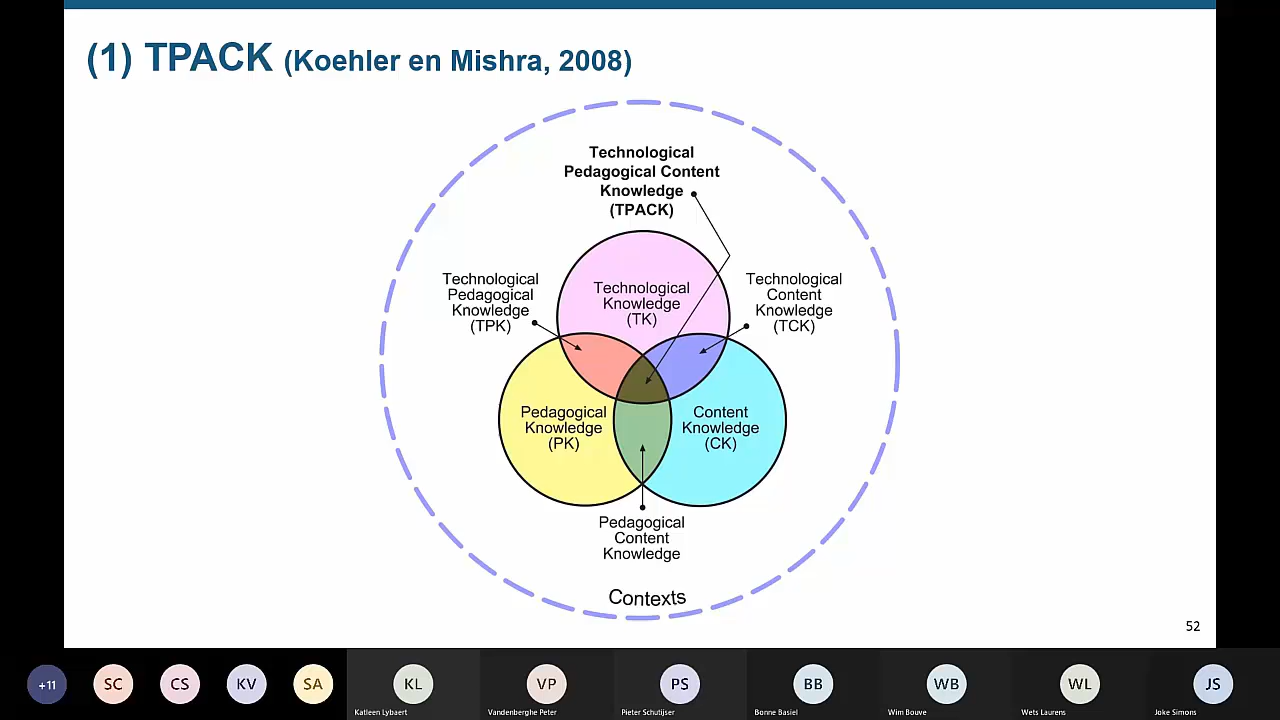 (1) TPACK (Koehler en Mishra, 2008)
Technological
Pedagogical Content
Knowledge
(TPACK)
Technological
Pedagogical
Knowledge
(TPK)
Technological
Knowledge
(TK)
Technological
Content
Knowledge
(TCK)
Pedagogical
Knowledge
(PK)
Content
Knowledge
(CK)
Pedagogical
Content
Knowledge
Contexts
52
+11
SC
CS
KV
SA
KL
VP
PS
BB
WB
WL
JS
Katleen Lybaert
Vandenberghe Peter
Pieter Schutijser
Bonne Basiel
Wim Bouve
Wets Laurens
Joke Simons